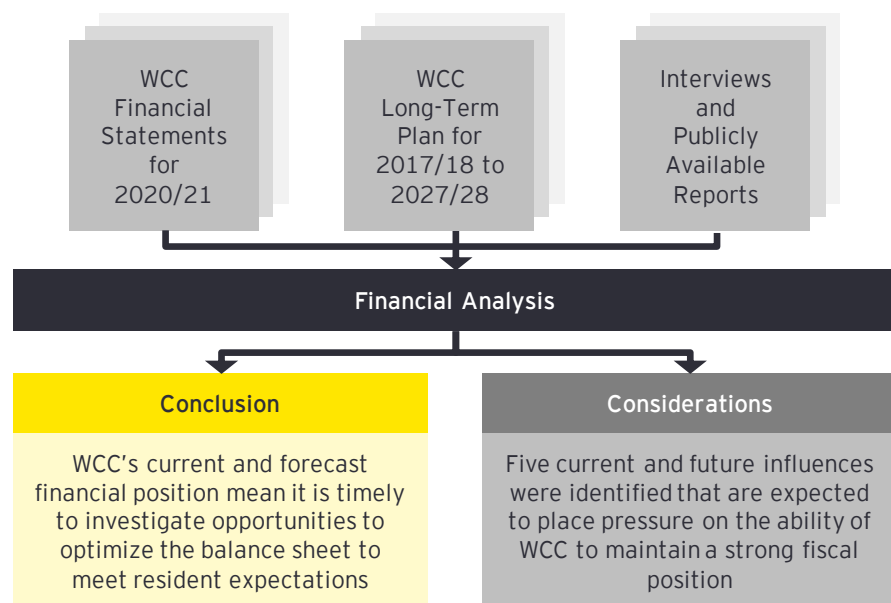 WCC
Financial
Statements
for
2020/21
WCC
Long-Term
Plan for
2017/18 to
2027/28
Interviews
and
Publicly
Available
Reports
Financial Analysis
Conclusion
WCC's current and forecast
financial position mean it is timely
to investigate opportunities to
optimize the balance sheet to
meet resident expectations
Considerations
Five current and future influences
were identified that are expected
to place pressure on the ability of
WCC to maintain a strong fiscal
position